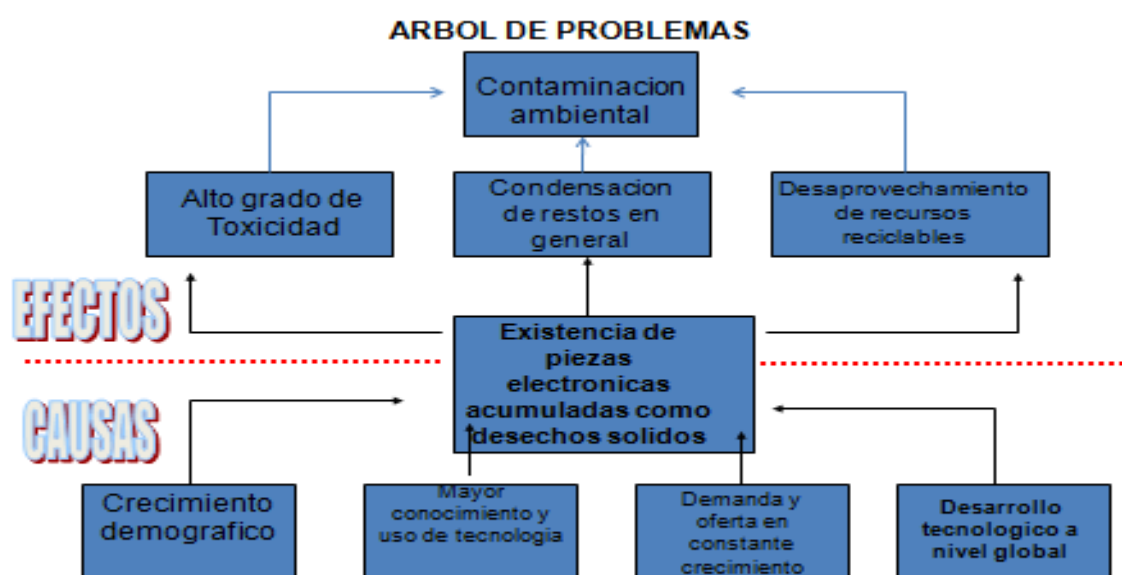 ARBOL DE PROBLEMAS
Contaminacion
ambiental
Alto grado de
Toxicidad
Condensacion
de restos en
general
Desaprovechamiento
de recursos
reciclables
EFECTOS
Existencia de
piezas
electronicas
acumuladas como
desechos solidos
CAUSAS
Crecimiento
demografico
Mayor
conocimiento y
uso de tecnologia
Demanda y
oferta en
constante
crecimiento
Desarrollo
tecnologico a
nivel global